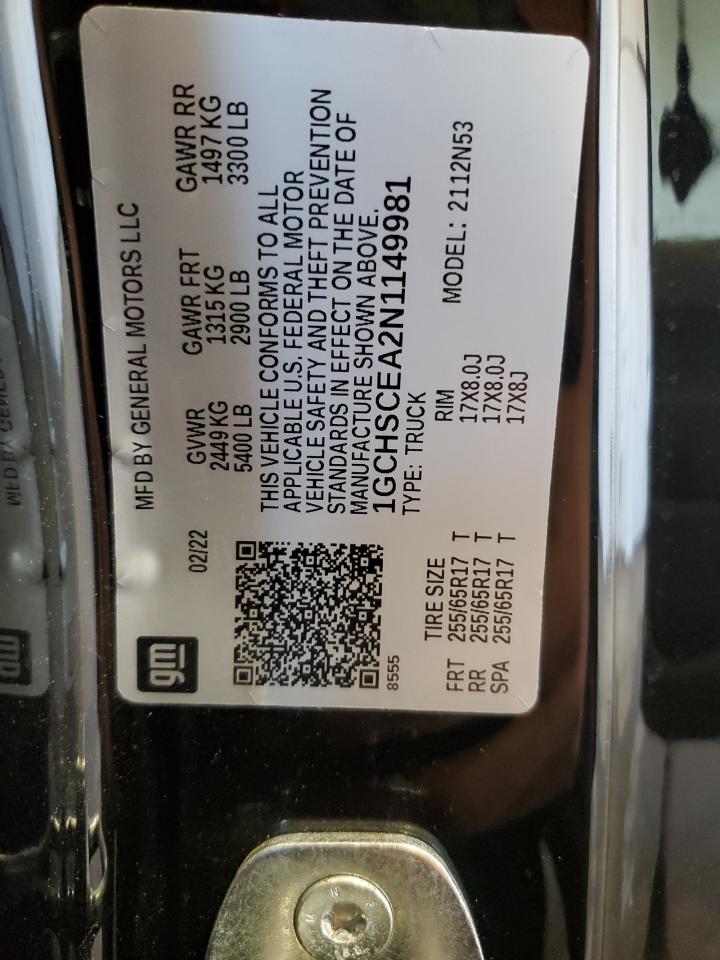 MFD BY GENERAL MOTORS LLC
02/22
GVWR GAWR FRT GAWR RR
2449 KG 1315 KG 1497 KG
5400 LB 2900 LB 3300 LB
THIS VEHICLE CONFORMS TO ALL
APPLICABLE U.S. FEDERAL MOTOR
VEHICLE SAFETY AND THEFT PREVENTION
STANDARDS IN EFFECT ON THE DATE OF
MANUFACTURE SHOWN ABOVE.
1GCHSCEA2N1149981
TYPE: TRUCK
gm
8555
MODEL: 2112N53
TIRE SIZE RIM
FRT 255/65R17 T 17X8.0J
RR 255/65R17 T 17X8.0J
SPA 255/65R17 T 17X8J